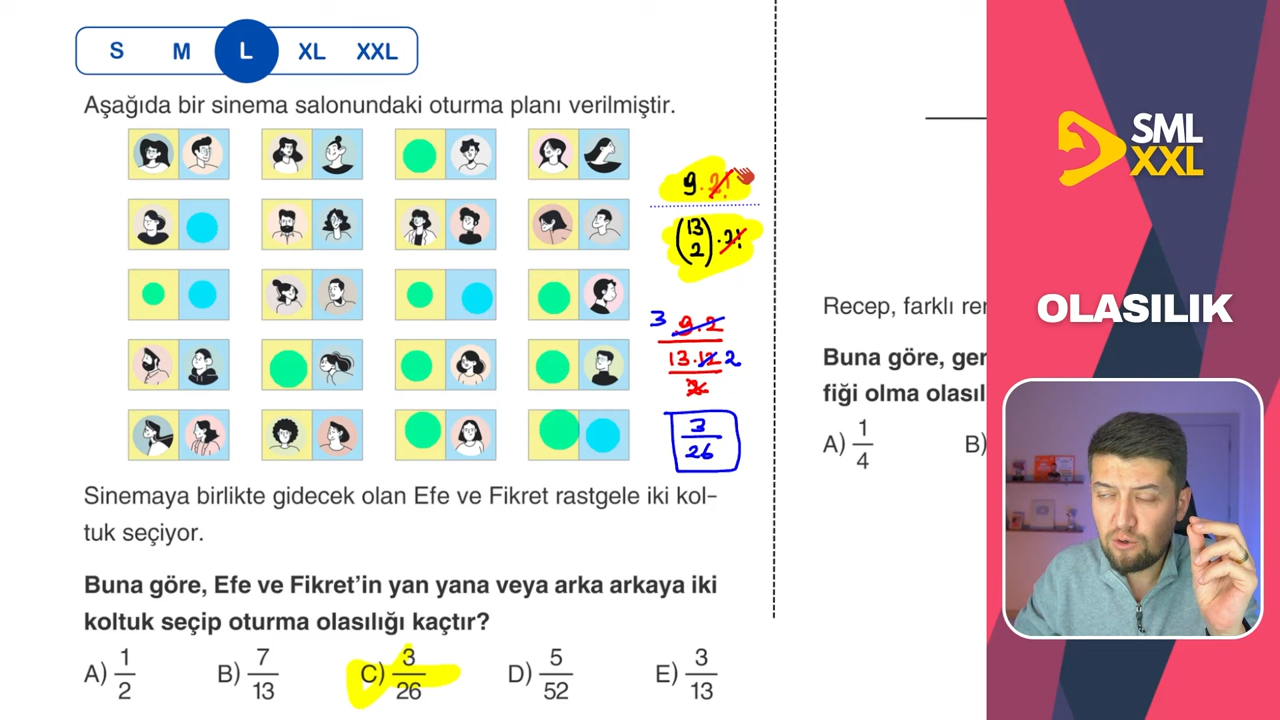 S M L XL XXL
Aşağıda bir sinema salonundaki oturma planı verilmiştir.
9.2!
(13 2).2!
3 9.2
13.12 2
2
3
26
Sinemaya birlikte gidecek olan Efe ve Fikret rastgele iki kol-
tuk seçiyor.
Buna göre, Efe ve Fikret'in yan yana veya arka arkaya iki
koltuk seçip oturma olasılığı kaçtır?
A) 1/2 B) 7/13 C) 3/26 D) 5/52 E) 3/13
Recep, farklı ren
Buna göre, ger
fiği olma olasıl
A) 1/4 B)
SML
XXL
OLASILIK